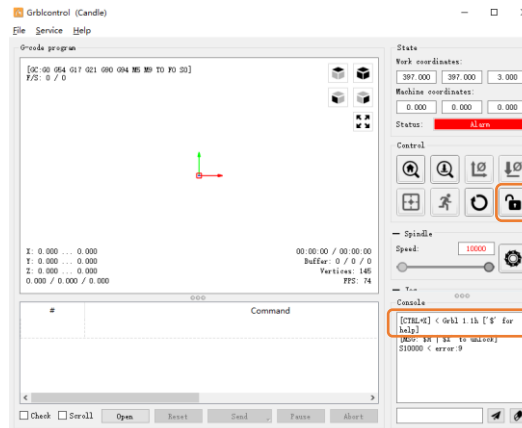 Grblcontrol (Candle)
File Service Help
G-code program
[GC:G0 G54 G17 G21 G90 G94 M5 M9 T0 F0 S0]
F/S: 0 / 0
X: 0.000 ... 0.000
Y: 0.000 ... 0.000
Z: 0.000 ... 0.000
0.000 / 0.000 / 0.000
00:00:00 / 00:00:00
Buffer: 0 / 0 / 0
Vertices: 145
FPS: 74
# Command
Check Scroll Open Reset Send Pause Abort
State
Work coordinates:
397.000 397.000 3.000
Machine coordinates:
0.000 0.000 0.000
Status: Alarm
Control
Spindle
Speed: 10000
Console
[CTRL+X] < Grbl 1.1h ['$' for
help]
[MSG: $H | $X to unlock]
S10000 < error:9